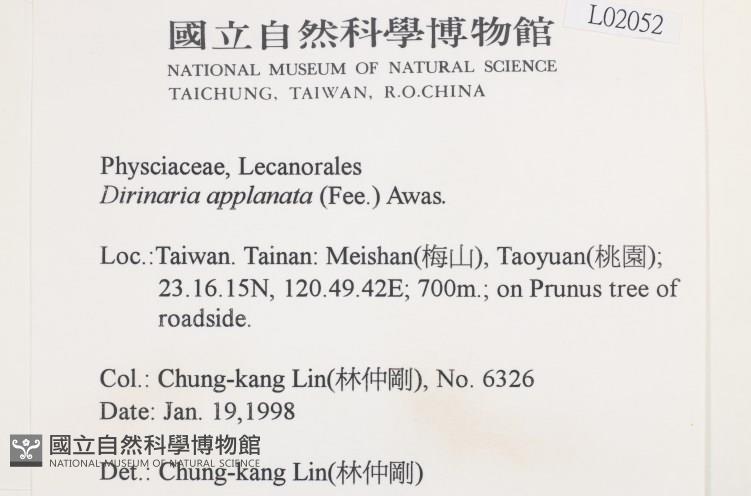 L02052
國立自然科學博物館
NATIONAL MUSEUM OF NATURAL SCIENCE
TAICHUNG, TAIWAN, R.O.CHINA
Physciaceae, Lecanorales
Dirinaria applanata (Fee.) Awas.
Loc.:Taiwan. Tainan: Meishan(梅山), Taoyuan(桃園);
23.16.15N, 120.49.42E; 700m.; on Prunus tree of
roadside.
Col.: Chung-kang Lin(林仲剛), No. 6326
Date: Jan. 19,1998
國立自然科學博物館
NATIONAL MUSEUM OF NATURAL SCIENCE
Det.: Chung-kang Lin(林仲剛)